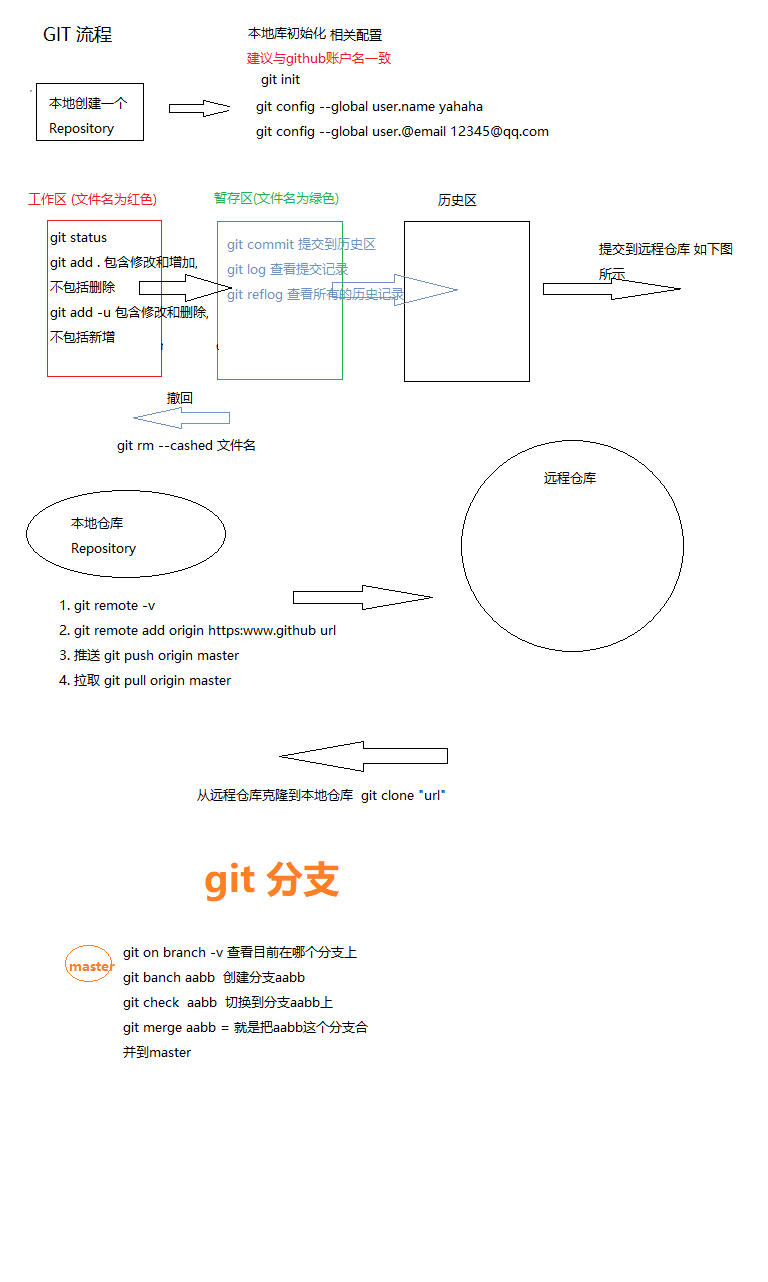 GIT 流程
本地库初始化 相关配置
建议与github账户名一致
git init
本地创建一个
Repository
git config --global user.name yahaha
git config --global user.@email 12345@qq.com
工作区 (文件名为红色)
git status
git add . 包含修改和增加,
不包括删除
git add -u 包含修改和删除,
不包括新增
暂存区(文件名为绿色)
git commit 提交到历史区
git log 查看提交记录
git reflog 查看所有的历史记录
历史区
提交到远程仓库 如下图
所示
撤回
git rm --cashed 文件名
远程仓库
本地仓库
Repository
1. git remote -v
2. git remote add origin https:www.github url
3. 推送 git push origin master
4. 拉取 git pull origin master
从远程仓库克隆到本地仓库 git clone "url"
git 分支
master
git on branch -v 查看目前在哪个分支上
git banch aabb 创建分支aabb
git check aabb 切换到分支aabb上
git merge aabb = 就是把aabb这个分支合
并到master